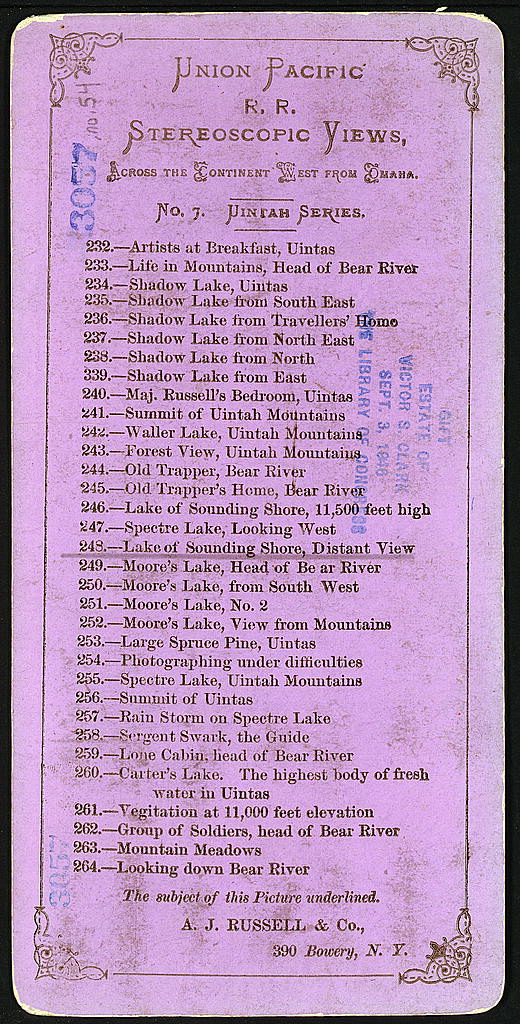 UNION PACIFIC
R. R.
STEREOSCOPIC VIEWS,
ACROSS THE CONTINENT WEST FROM OMAHA.
No. 7. UINTAH SERIES.
232.—Artists at Breakfast, Uintas
233.—Life in Mountains, Head of Bear River
234.—Shadow Lake, Uintas
235.—Shadow Lake from South East
236.—Shadow Lake from Travellers' Home
237.—Shadow Lake from North East
238.—Shadow Lake from North
339.—Shadow Lake from East
240.—Maj. Russell's Bedroom, Uintas
241.—Summit of Uintah Mountains
242.—Waller Lake, Uintah Mountains
243.—Forest View, Uintah Mountains
244.—Old Trapper, Bear River
245.—Old Trapper's Home, Bear River
246.—Lake of Sounding Shore, 11,500 feet high
247.—Spectre Lake, Looking West
248.—Lake of Sounding Shore, Distant View
249.—Moore's Lake, Head of Be ar River
250.—Moore's Lake, from South West
251.—Moore's Lake, No. 2
252.—Moore's Lake, View from Mountains
253.—Large Spruce Pine, Uintas
254.—Photographing under difficulties
255.—Spectre Lake, Uintah Mountains
256.—Summit of Uintas
257.—Rain Storm on Spectre Lake
258.—Sergent Swark, the Guide
259.—Lone Cabin, head of Bear River
260.—Carter's Lake. The highest body of fresh
water in Uintas
261.—Vegitation at 11,000 feet elevation
262.—Group of Soldiers, head of Bear River
263.—Mountain Meadows
264.—Looking down Bear River
The subject of this Picture underlined.
A. J. RUSSELL & Co.,
390 Bowery, N. Y.
3057
no 54
GIFT
ESTATE OF
VICTOR S. CLARK
SEPT. 3, 1946
THE LIBRARY OF CONGRESS
3057